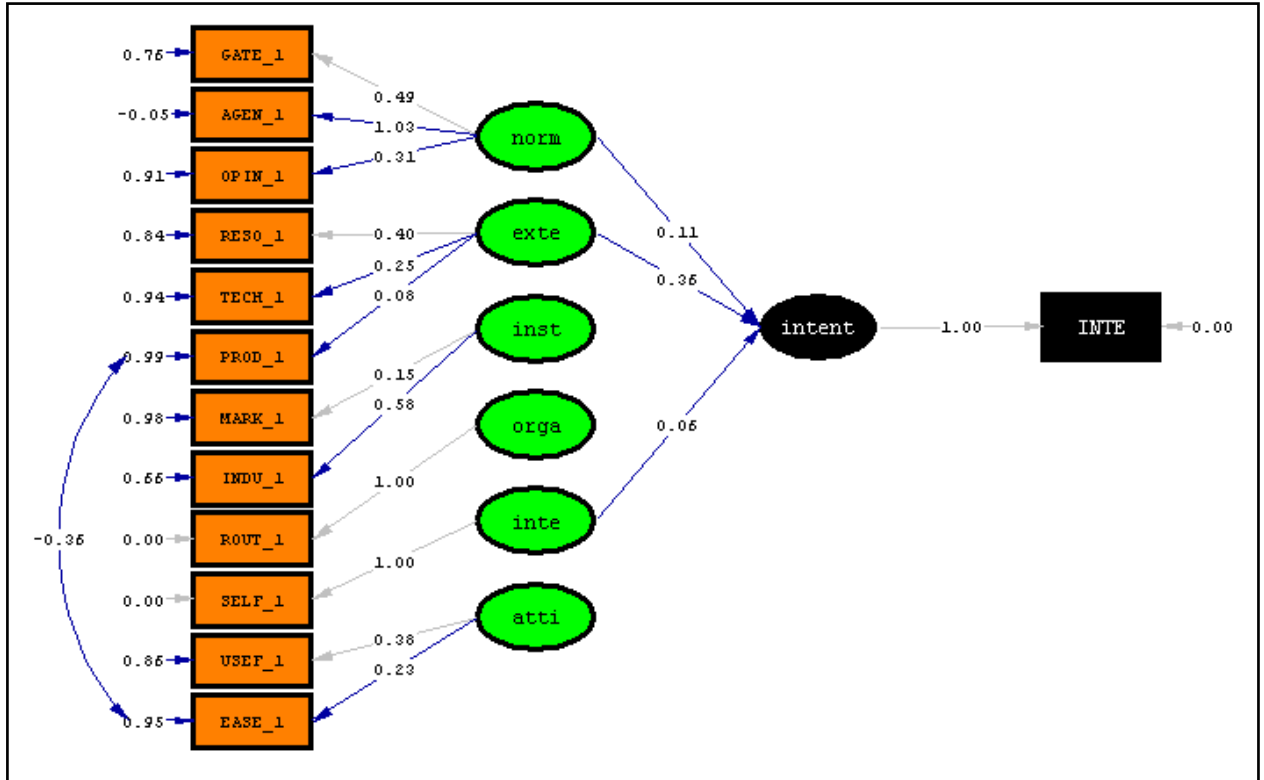 0.76 GATE_1
0.49
-0.05 AGEN_1
1.03
norm
0.31
0.91 OPIN_1
0.84 RESO_1
0.40
exte
0.11
0.25
0.36
0.94 TECH_1
0.08
inst
intent
1.00
INTE
0.00
0.99 PROD_1
0.15
0.98 MARK_1
0.58
orga
0.06
0.66 INDU_1
1.00
-0.36
0.00 ROUT_1
inte
1.00
0.00 SELF_1
atti
0.38
0.86 USEF_1
0.23
0.95 EASE_1